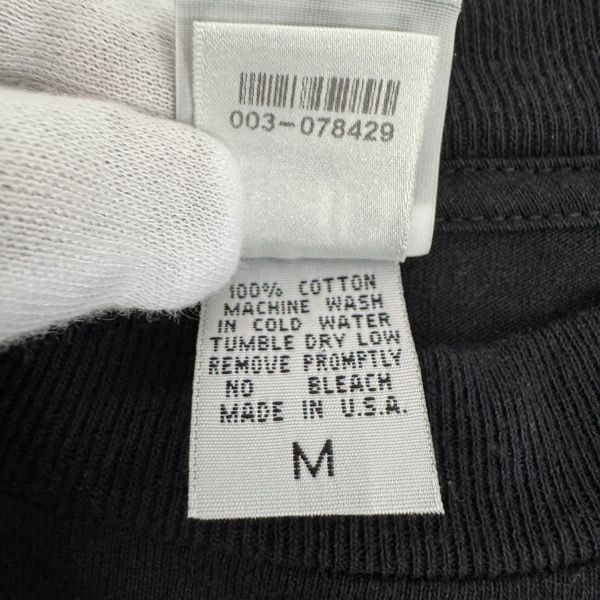 003-078429
100% COTTON
MACHINE WASH
IN COLD WATER
TUMBLE DRY LOW
REMOVE PROMPTLY
NO BLEACH
MADE IN U.S.A.
M